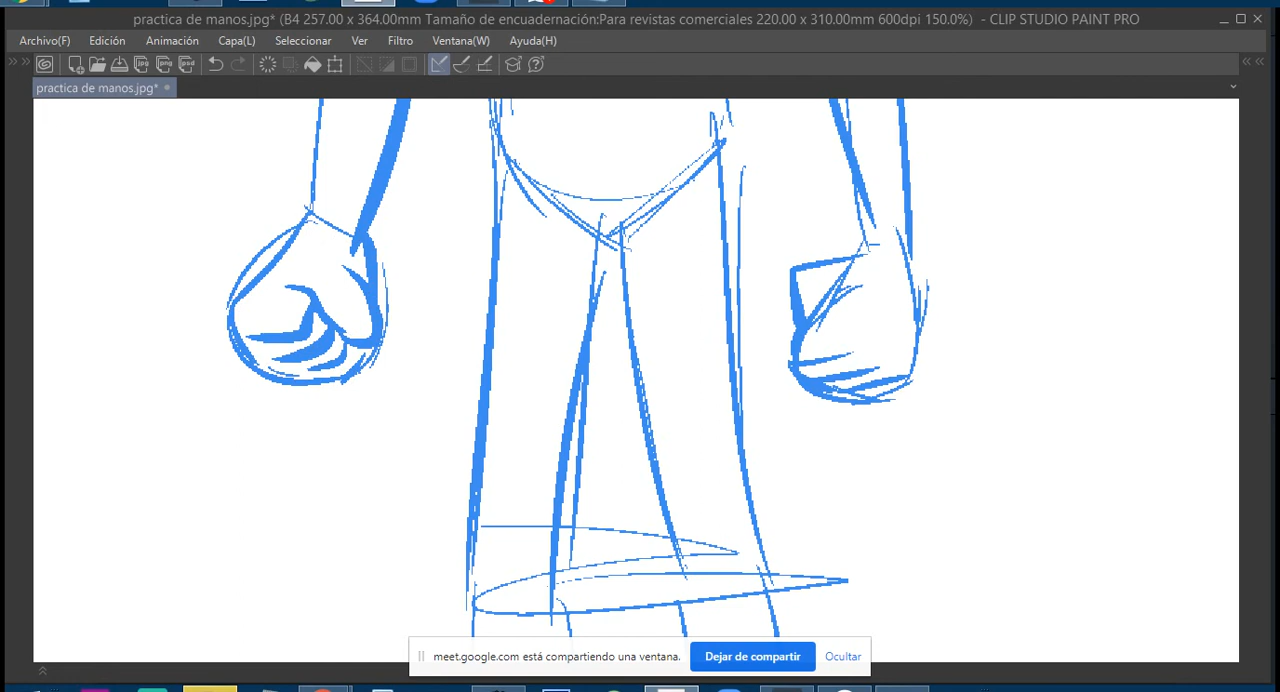 practica de manos.jpg* (B4 257.00 x 364.00mm Tamaño de encuadernación:Para revistas comerciales 220.00 x 310.00mm 600dpi 150.0%) - CLIP STUDIO PAINT PRO
Archivo(F) Edición Animación Capa(L) Seleccionar Ver Filtro Ventana(W) Ayuda(H)
practica de manos.jpg*
meet.google.com está compartiendo una ventana. Dejar de compartir Ocultar